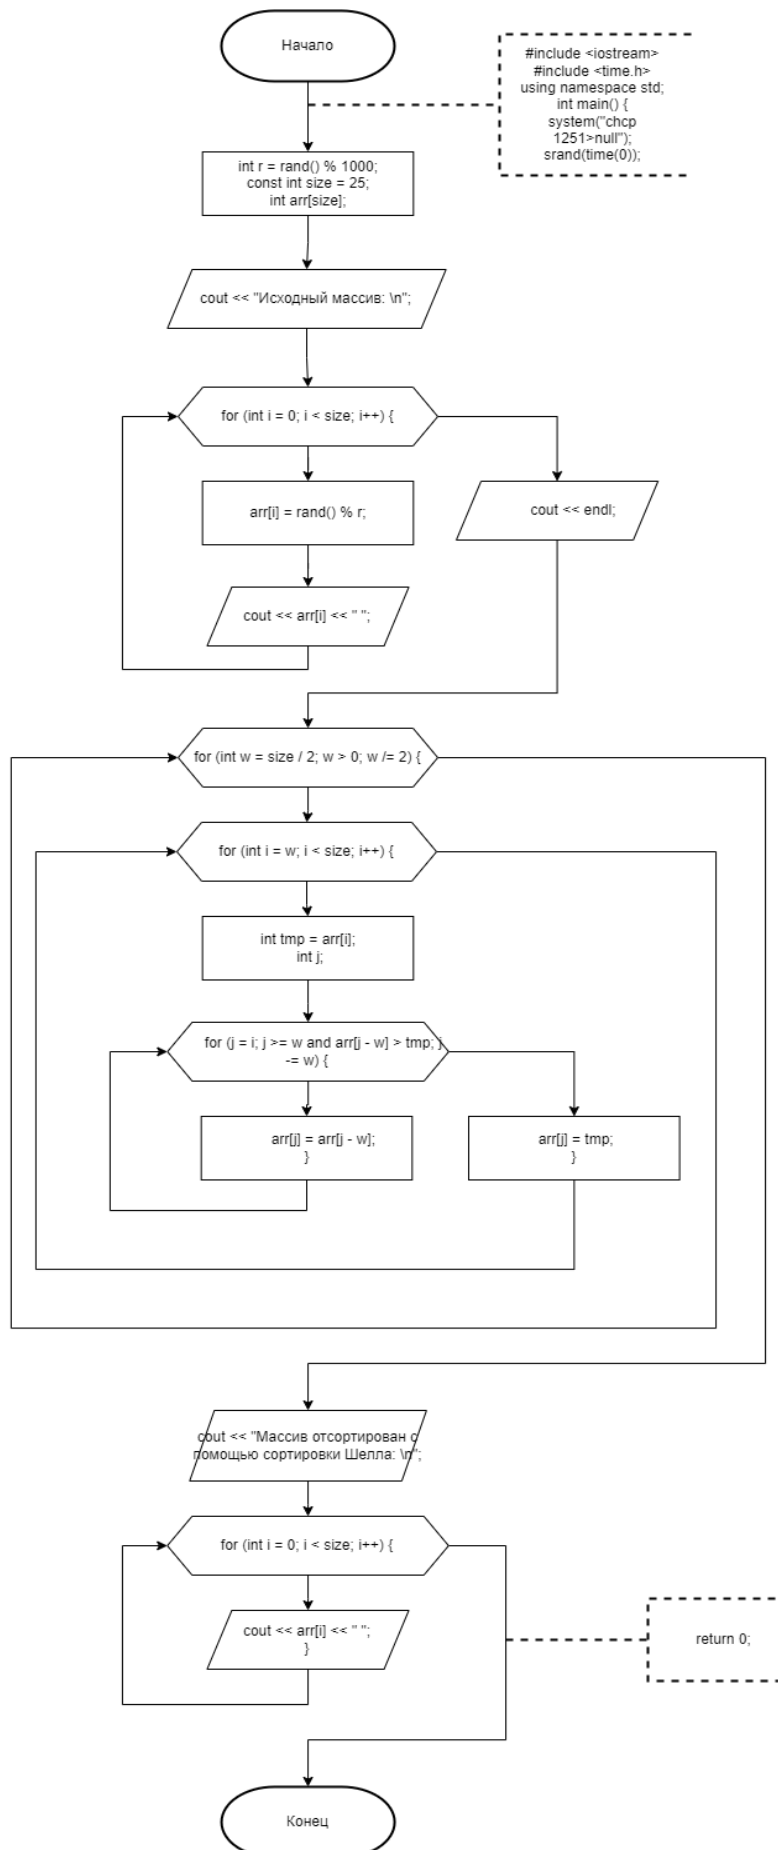 Начало
#include <iostream>
#include <time.h>
using namespace std;
int main() {
system("chcp
1251>null");
srand(time(0));
int r = rand() % 1000;
const int size = 25;
int arr[size];
cout << "Исходный массив: \n";
for (int i = 0; i < size; i++) {
arr[i] = rand() % r;
cout << endl;
cout << arr[i] << " ";
for (int w = size / 2; w > 0; w /= 2) {
for (int i = w; i < size; i++) {
int tmp = arr[i];
int j;
for (j = i; j >= w and arr[j - w] > tmp; j
-= w) {
arr[j] = arr[j - w];
}
arr[j] = tmp;
}
cout << "Массив отсортирован с
помощью сортировки Шелла: \n";
for (int i = 0; i < size; i++) {
cout << arr[i] << " ";
}
return 0;
Конец